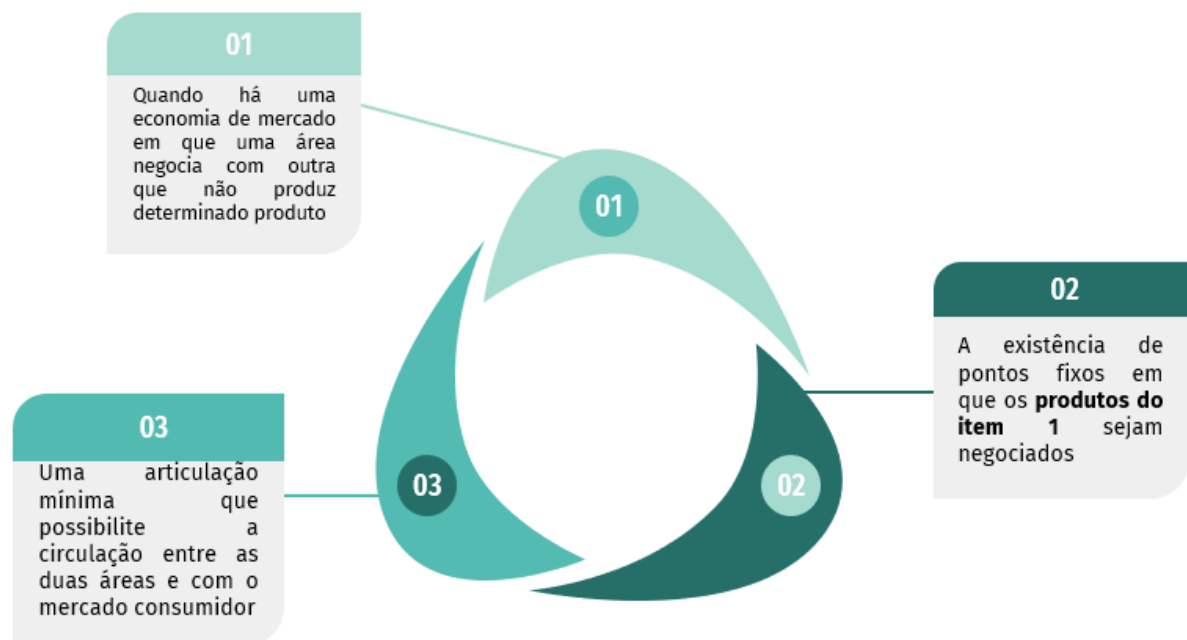 01
Quando há uma
economia de mercado
em que uma área
negocia com outra
que não produz
determinado produto
01
02
A existência de
pontos fixos em
que os produtos do
item 1 sejam
negociados
03
Uma articulação
mínima que
possibilite a
circulação entre as
duas áreas e com o
mercado consumidor
03
02